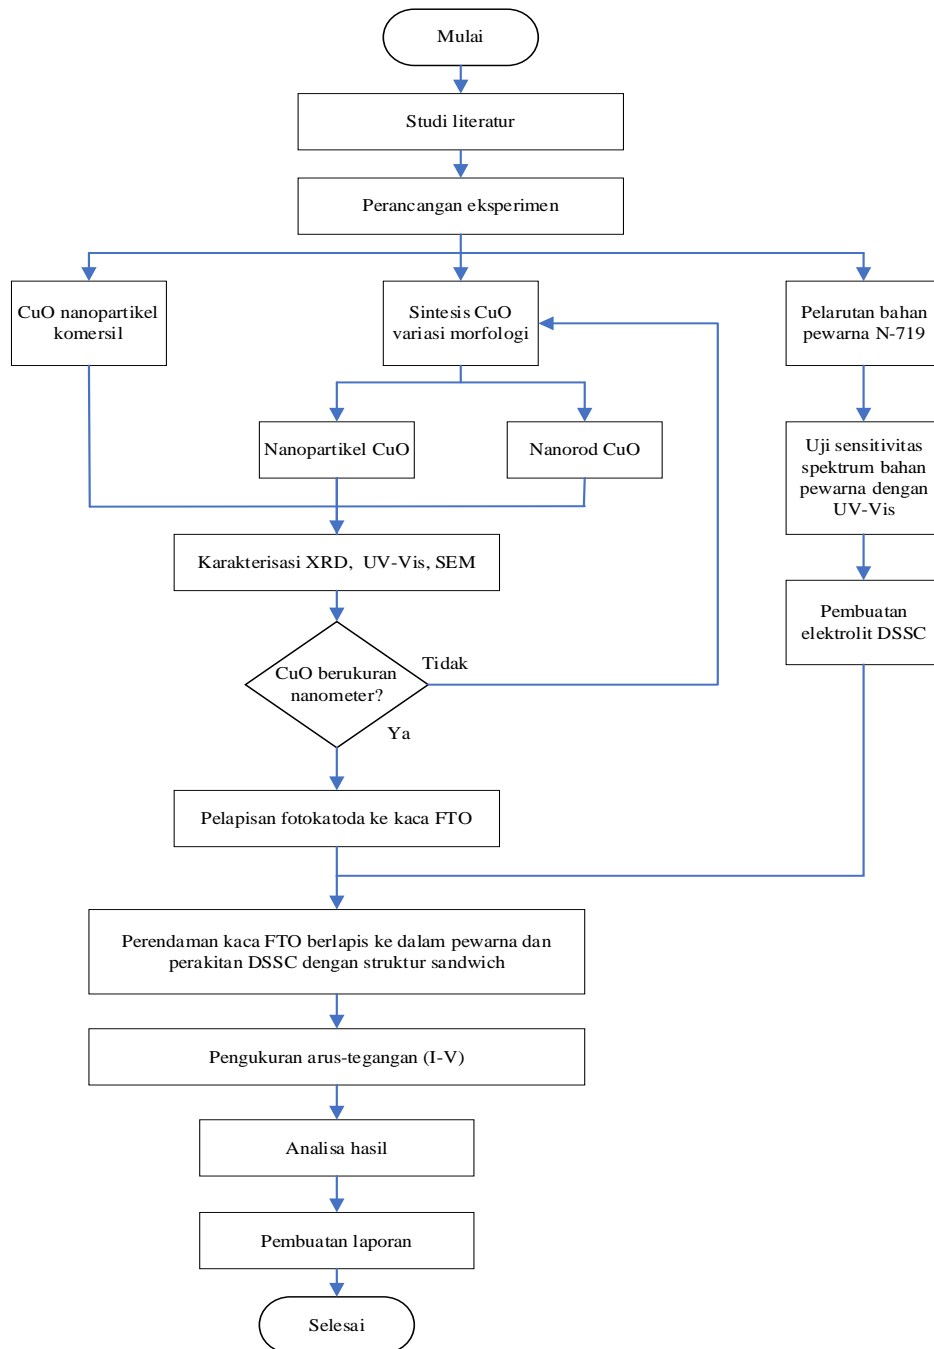 Mulai
Studi literatur
Perancangan eksperimen
CuO nanopartikel
komersil
Sintesis CuO
variasi morfologi
Pelarutan bahan
pewarna N-719
Nanopartikel CuO
Nanorod CuO
Uji sensitivitas
spektrum bahan
pewarna dengan
UV-Vis
Karakterisasi XRD, UV-Vis, SEM
Pembuatan
elektrolit DSSC
CuO berukuran
nanometer?
Tidak
Ya
Pelapisan fotokatoda ke kaca FTO
Perendaman kaca FTO berlapis ke dalam pewarna dan
perakitan DSSC dengan struktur sandwich
Pengukuran arus-tegangan (I-V)
Analisa hasil
Pembuatan laporan
Selesai